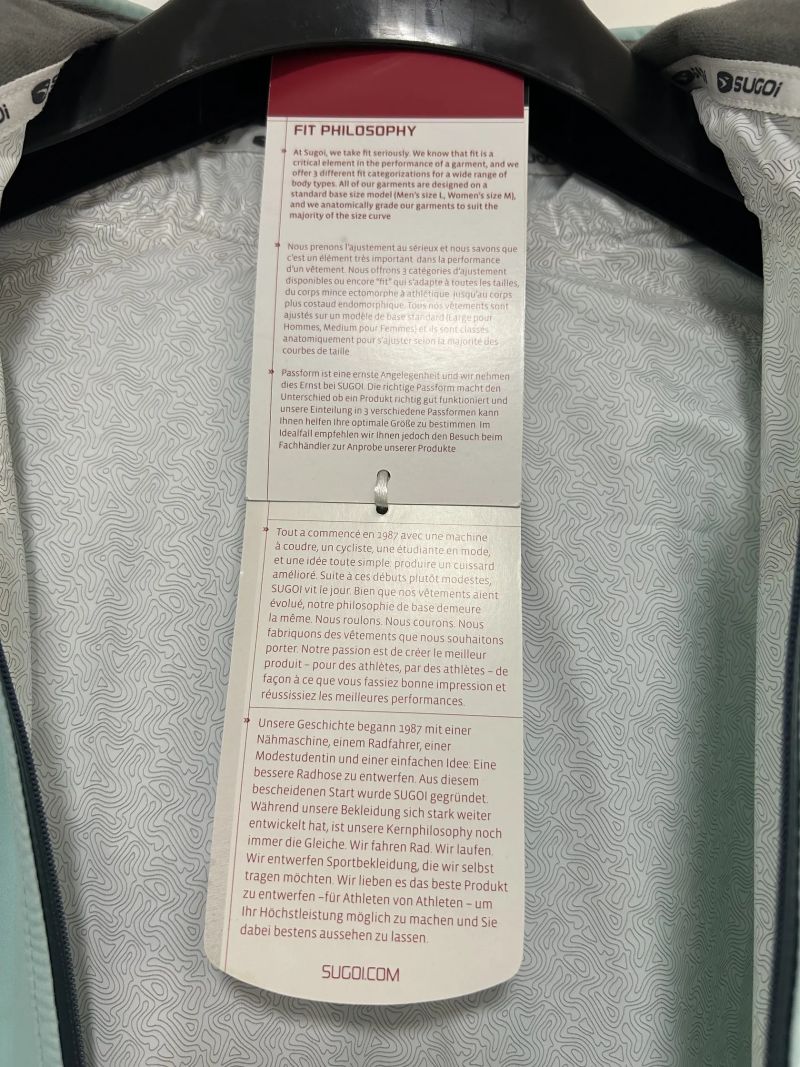 SUGOi
FIT PHILOSOPHY
» At Sugoi, we take fit seriously. We know that fit is a
critical element in the performance of a garment, and we
offer 3 different fit categorizations for a wide range of
body types. All of our garments are designed on a
standard base size model (Men's size L, Women's size M),
and we anatomically grade our garments to suit the
majority of the size curve
» Nous prenons l'ajustement au sérieux et nous savons que
c'est un élément très important dans la performance
d'un vêtement. Nous offrons 3 catégories d'ajustement
disponibles ou encore "fit" qui s'adapte à toutes les tailles,
du corps mince ectomorphe à athlétique, jusqu'au corps
plus costaud endomorphique. Tous nos vêtements sont
ajustés sur un modèle de base standard (Large pour
Hommes, Medium pour Femmes) et ils sont classés
anatomiquement pour s'ajuster selon la majorité des
courbes de taille
» Passform ist eine ernste Angelegenheit und wir nehmen
dies Ernst bei SUGOI. Die richtige Passform macht den
Unterschied ob ein Produkt richtig gut funktioniert und
unsere Einteilung in 3 verschiedene Passformen kann
Ihnen helfen Ihre optimale Größe zu bestimmen. Im
Idealfall empfehlen wir Ihnen jedoch den Besuch beim
Fachhändler zur Anprobe unserer Produkte
» Tout a commencé en 1987 avec une machine
à coudre, un cycliste, une étudiante en mode,
et une idée toute simple: produire un cuissard
amélioré. Suite à ces débuts plutôt modestes,
SUGOI vit le jour. Bien que nos vêtements aient
évolué, notre philosophie de base demeure
la même. Nous roulons. Nous courons. Nous
fabriquons des vêtements que nous souhaitons
porter. Notre passion est de créer le meilleur
produit – pour des athlètes, par des athlètes – de
façon à ce que vous fassiez bonne impression et
réussissiez les meilleures performances.
» Unsere Geschichte begann 1987 mit einer
Nähmaschine, einem Radfahrer, einer
Modestudentin und einer einfachen Idee: Eine
bessere Radhose zu entwerfen. Aus diesem
bescheidenen Start wurde SUGOI gegründet.
Während unsere Bekleidung sich stark weiter
entwickelt hat, ist unsere Kernphilosophy noch
immer die Gleiche. Wir fahren Rad. Wir laufen.
Wir entwerfen Sportbekleidung, die wir selbst
tragen möchten. Wir lieben es das beste Produkt
zu entwerfen –für Athleten von Athleten – um
Ihr Höchstleistung möglich zu machen und Sie
dabei bestens aussehen zu lassen.
SUGOI.COM